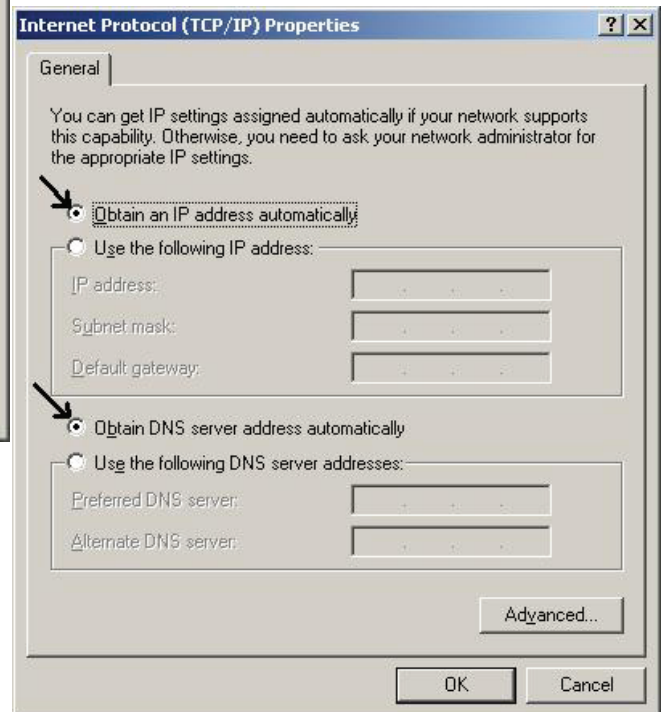 Internet Protocol (TCP/IP) Properties
General
You can get IP settings assigned automatically if your network supports
this capability. Otherwise, you need to ask your network administrator for
the appropriate IP settings.
Obtain an IP address automatically
Use the following IP address:
IP address:
Subnet mask:
Default gateway:
Obtain DNS server address automatically
Use the following DNS server addresses:
Preferred DNS server:
Alternate DNS server:
Advanced...
OK
Cancel